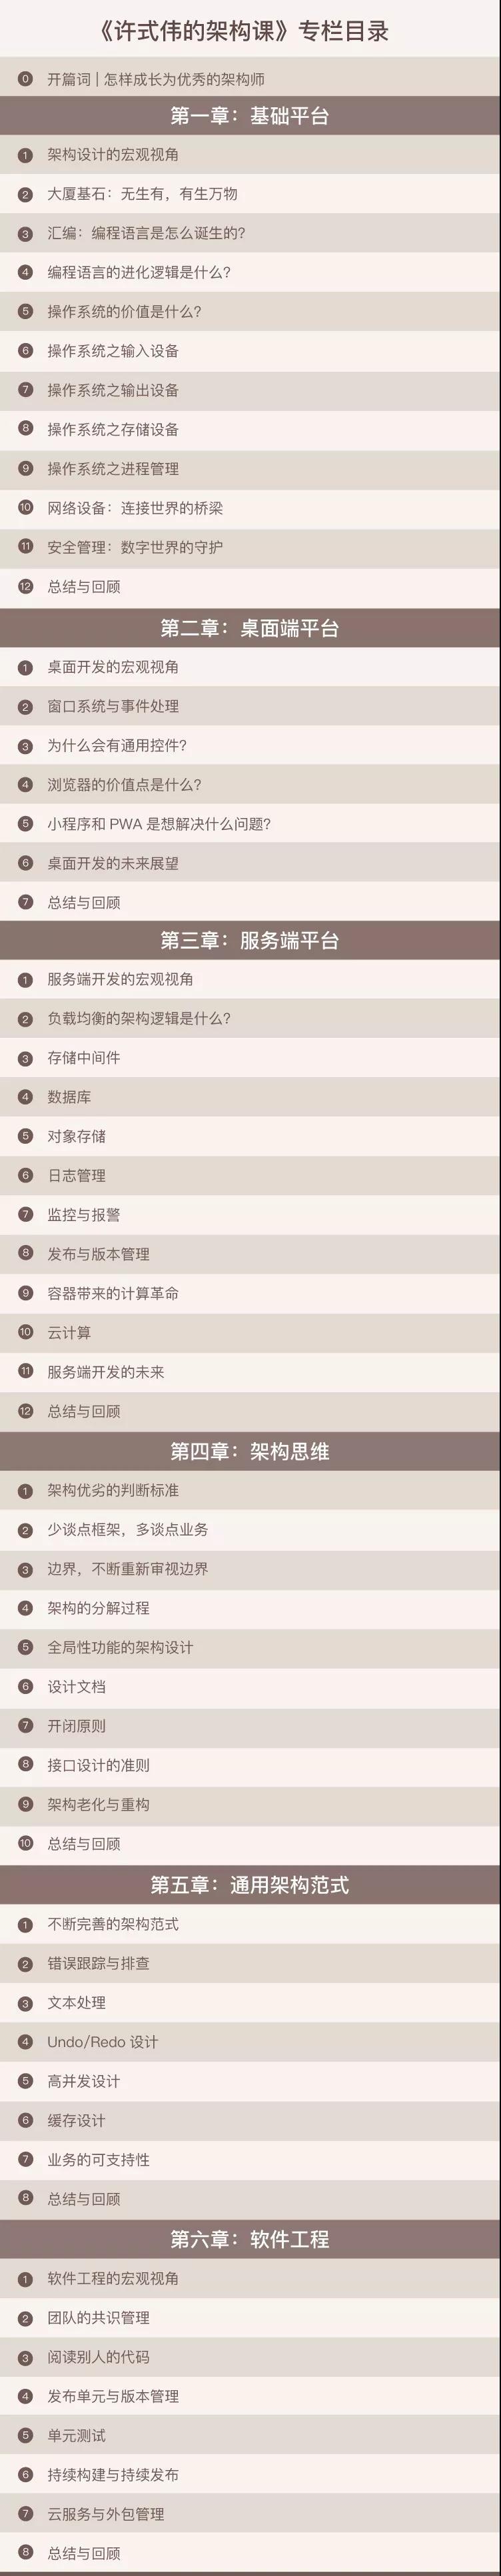 《许式伟的架构课》专栏目录
0 开篇词 | 怎样成长为优秀的架构师
第一章：基础平台
1 架构设计的宏观视角
2 大厦基石：无生有，有生万物
3 汇编：编程语言是怎么诞生的？
4 编程语言的进化逻辑是什么？
5 操作系统的价值是什么？
6 操作系统之输入设备
7 操作系统之输出设备
8 操作系统之存储设备
9 操作系统之进程管理
10 网络设备：连接世界的桥梁
11 安全管理：数字世界的守护
12 总结与回顾
第二章：桌面端平台
1 桌面开发的宏观视角
2 窗口系统与事件处理
3 为什么会有通用控件？
4 浏览器的价值点是什么？
5 小程序和 PWA 是想解决什么问题？
6 桌面开发的未来展望
7 总结与回顾
第三章：服务端平台
1 服务端开发的宏观视角
2 负载均衡的架构逻辑是什么？
3 存储中间件
4 数据库
5 对象存储
6 日志管理
7 监控与报警
8 发布与版本管理
9 容器带来的计算革命
10 云计算
11 服务端开发的未来
12 总结与回顾
第四章：架构思维
1 架构优劣的判断标准
2 少谈点框架，多谈点业务
3 边界，不断重新审视边界
4 架构的分解过程
5 全局性功能的架构设计
6 设计文档
7 开闭原则
8 接口设计的准则
9 架构老化与重构
10 总结与回顾
第五章：通用架构范式
1 不断完善的架构范式
2 错误跟踪与排查
3 文本处理
4 Undo/Redo 设计
5 高并发设计
6 缓存设计
7 业务的可支持性
8 总结与回顾
第六章：软件工程
1 软件工程的宏观视角
2 团队的共识管理
3 阅读别人的代码
4 发布单元与版本管理
5 单元测试
6 持续构建与持续发布
7 云服务与外包管理
8 总结与回顾